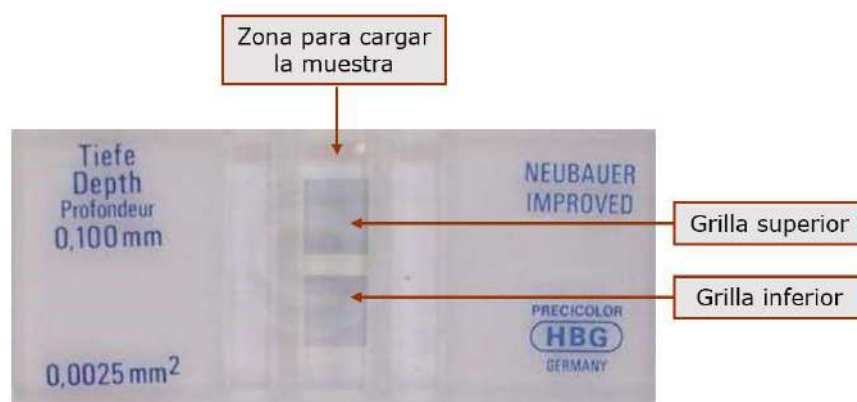 Zona para cargar
la muestra
Tiefe
Depth
Profondeur
0,100 mm
NEUBAUER
IMPROVED
Grilla superior
Grilla inferior
PRECICOLOR
HBG
GERMANY
0,0025 mm²